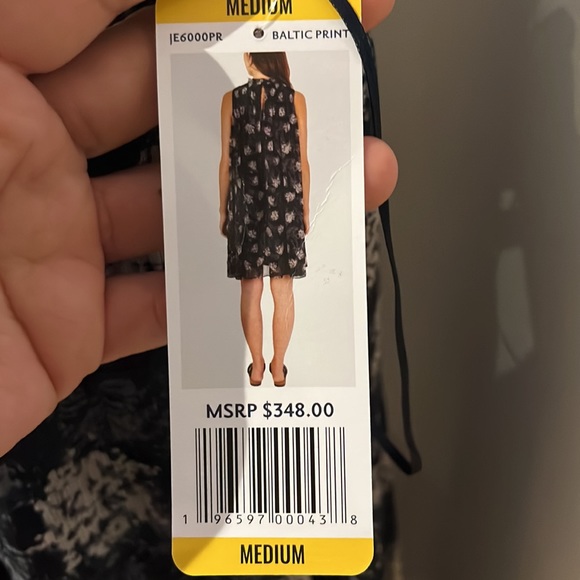 MEDIUM
JE6000PR BALTIC PRINT
MSRP $348.00
1 96597 00043 8
MEDIUM